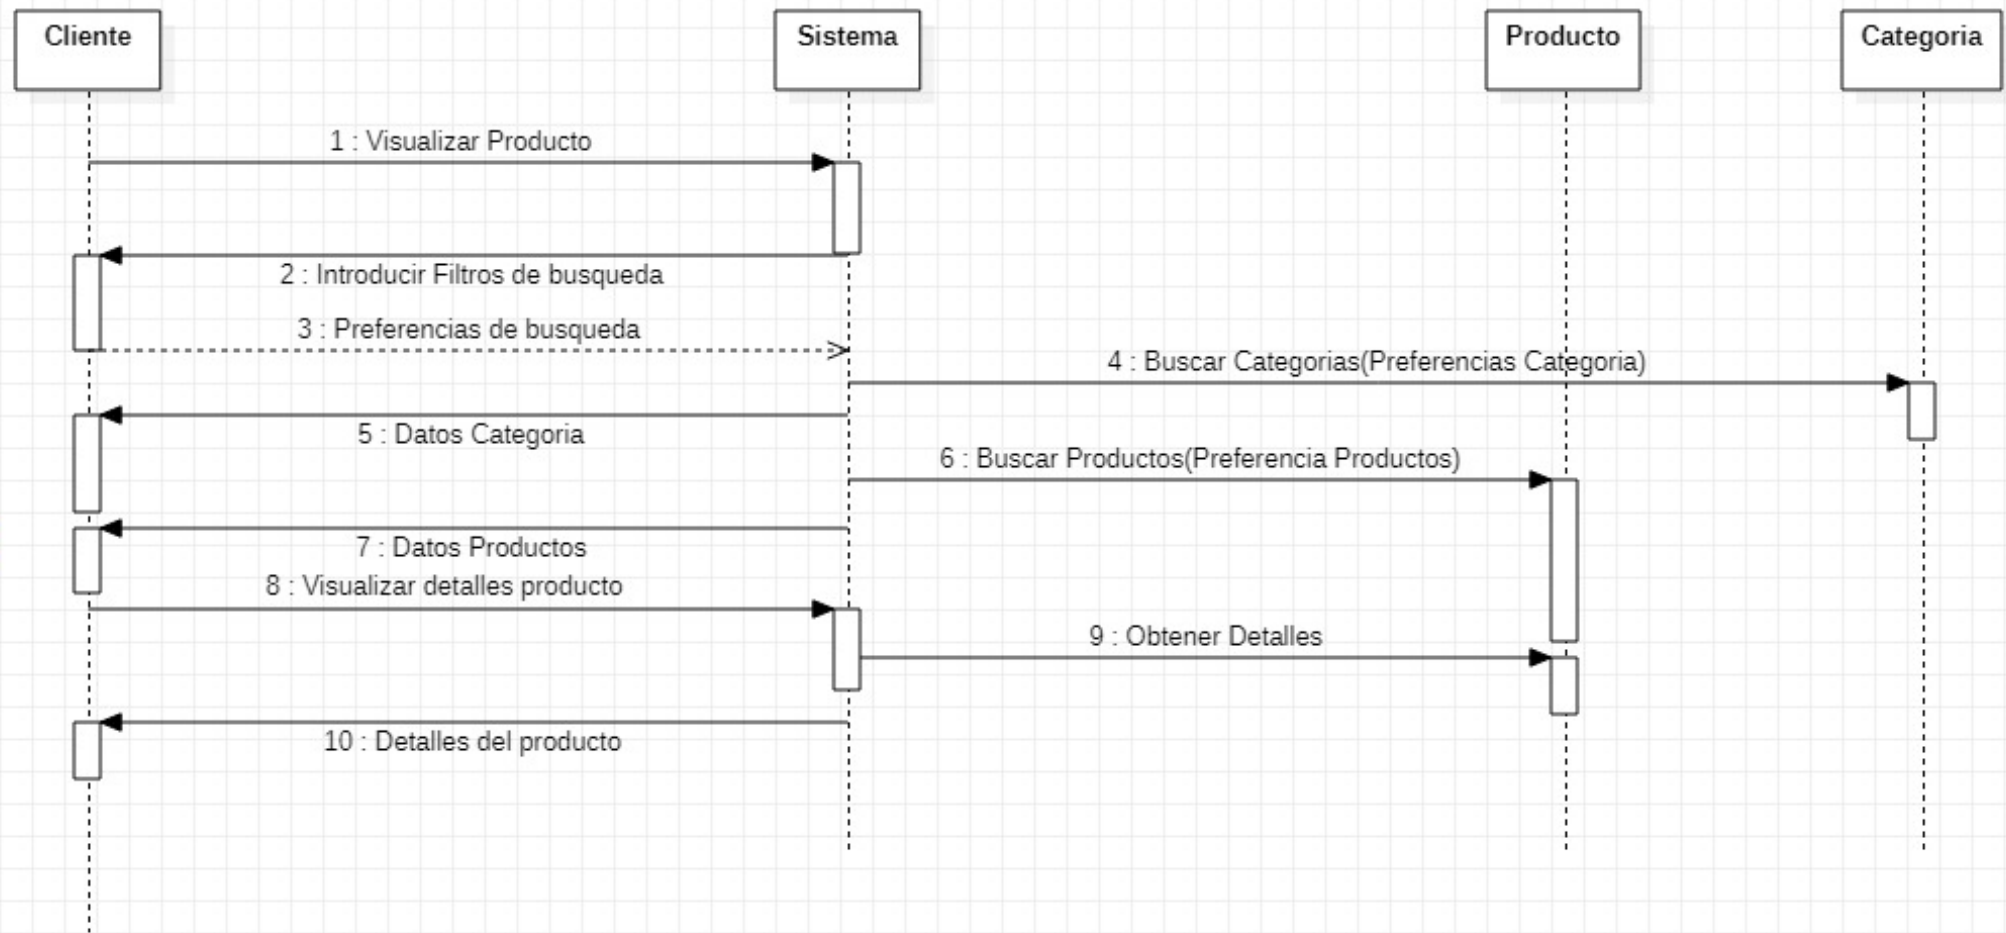 Cliente
Sistema
Producto
Categoria
1 : Visualizar Producto
2 : Introducir Filtros de busqueda
3 : Preferencias de busqueda
4 : Buscar Categorias(Preferencias Categoria)
5 : Datos Categoria
6 : Buscar Productos(Preferencia Productos)
7 : Datos Productos
8 : Visualizar detalles producto
9 : Obtener Detalles
10 : Detalles del producto